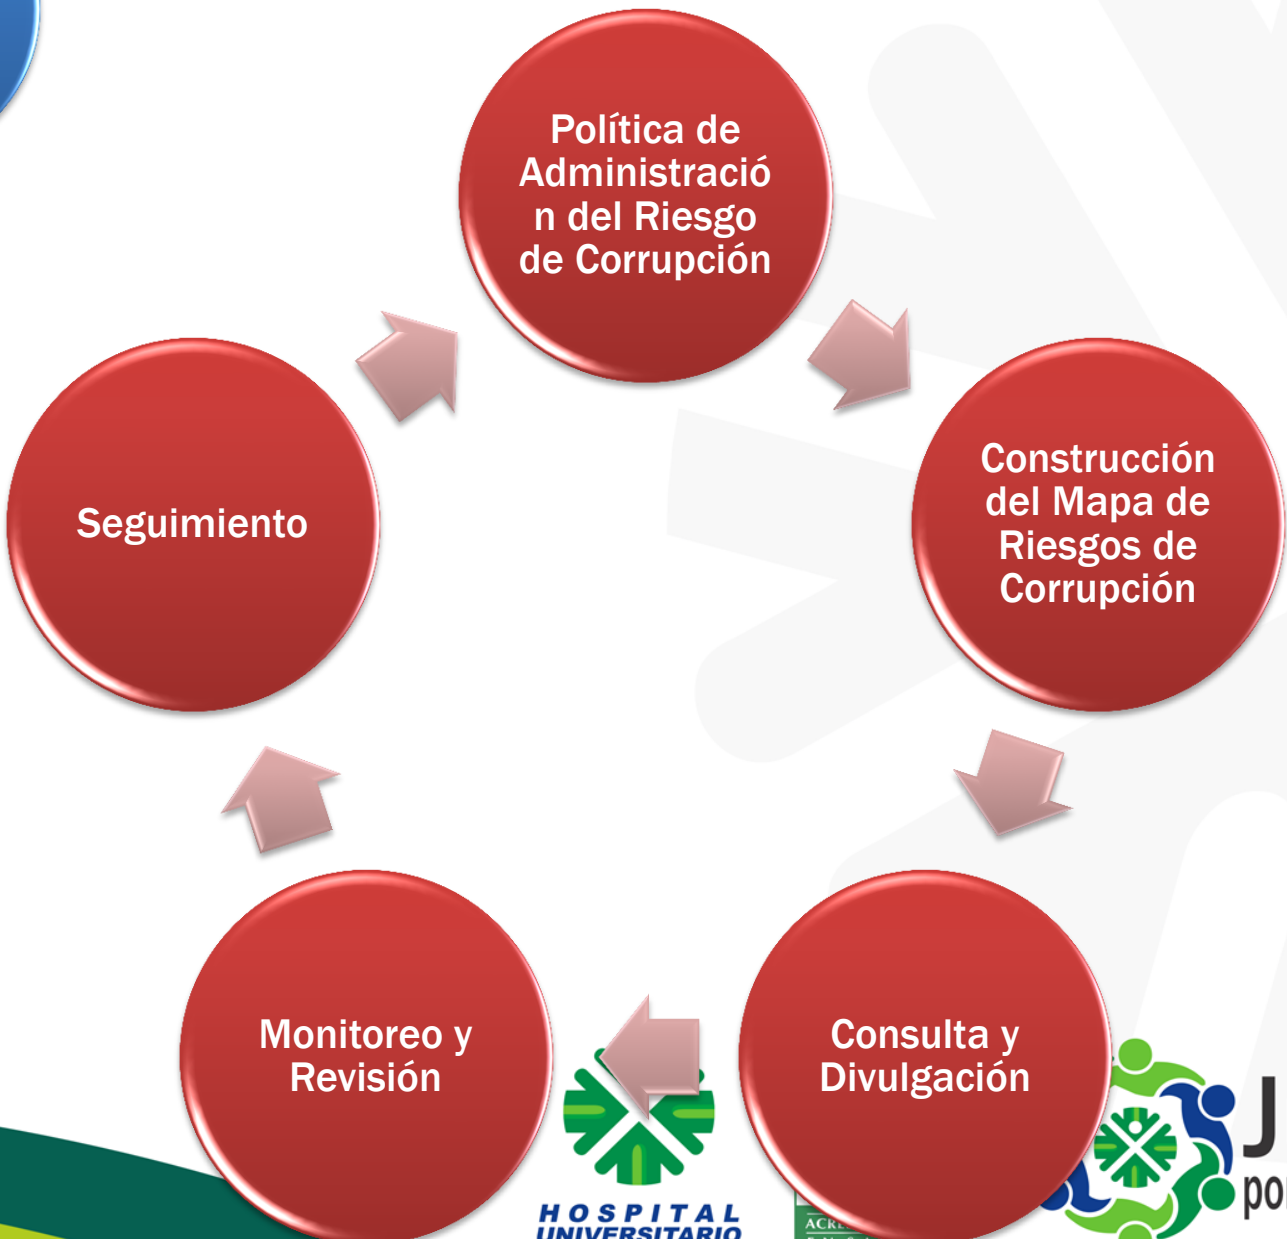 Política de
Administració
n del Riesgo
de Corrupción
Construcción
del Mapa de
Riesgos de
Corrupción
Seguimiento
Monitoreo y
Revisión
Consulta y
Divulgación
HOSPITAL
UNIVERSITARIO